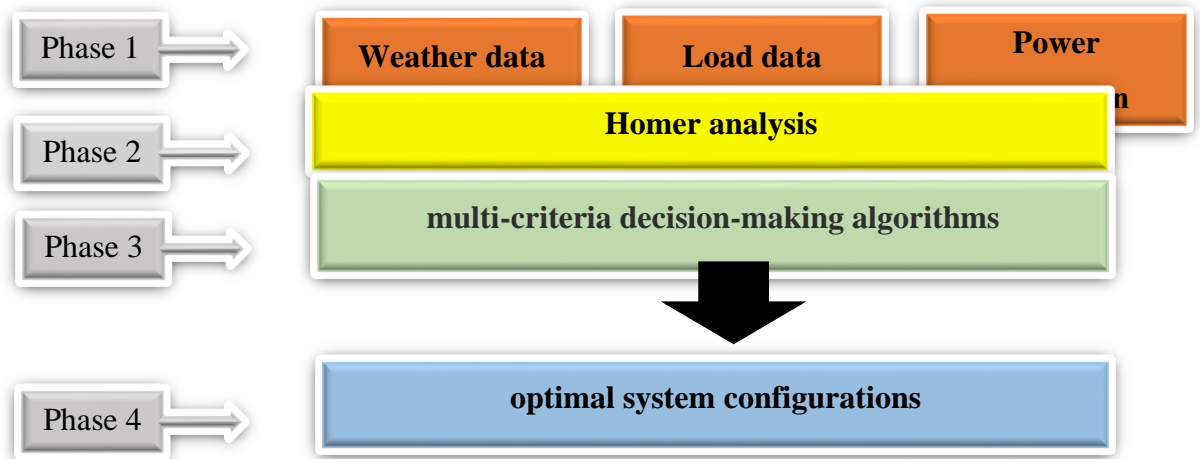 Phase 1
Weather data
Load data
Power
m
Homer analysis
Phase 2
multi-criteria decision-making algorithms
Phase 3
optimal system configurations
Phase 4